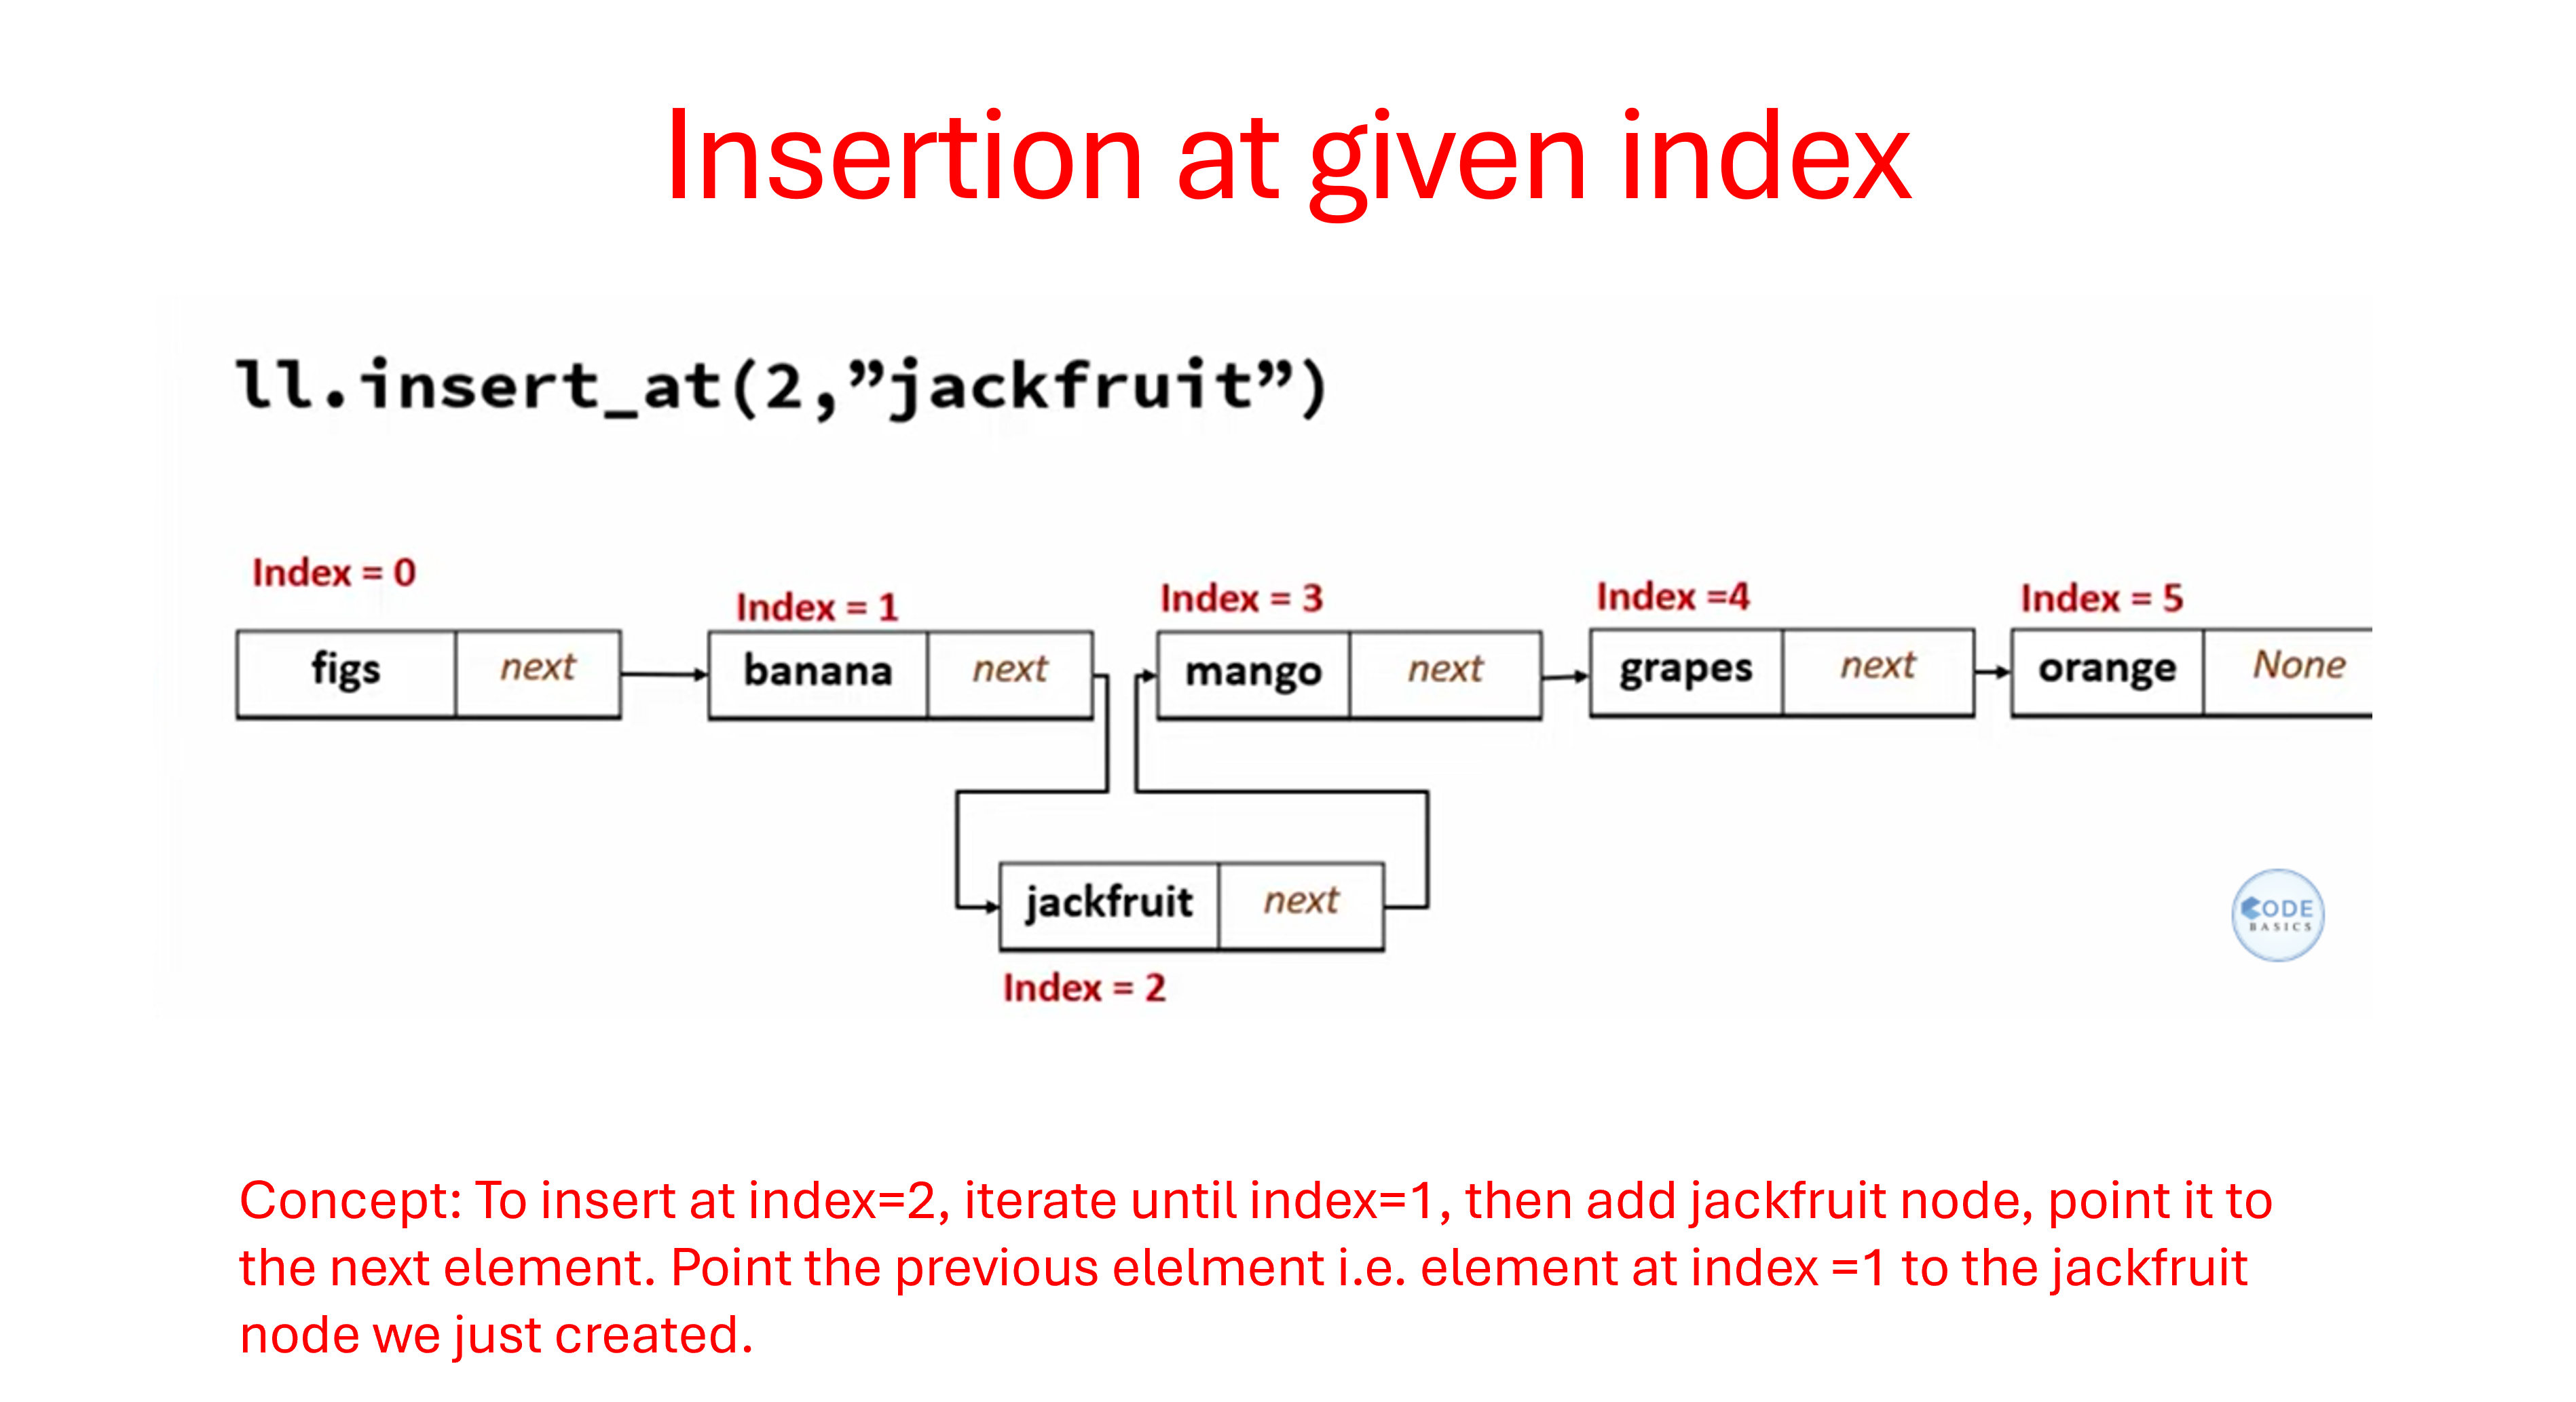 Insertion at given index
ll.insert_at(2,”jackfruit”)
Index = 0
Index = 1
Index = 3
Index =4
Index = 5
figs next
banana next
mango next
grapes next
orange None
jackfruit next
Index = 2
CODE
BASICS
Concept: To insert at index=2, iterate until index=1, then add jackfruit node, point it to
the next element. Point the previous elelment i.e. element at index =1 to the jackfruit
node we just created.